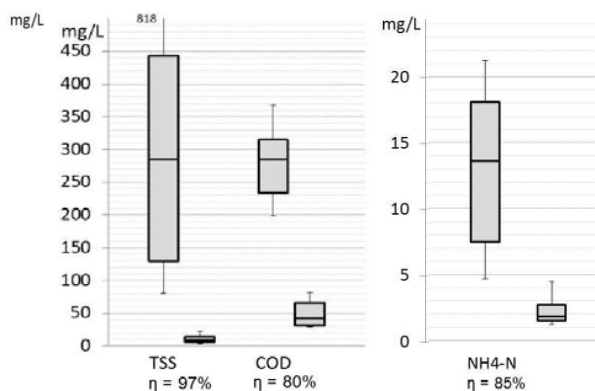 mg/L
mg/L
818
450
400
350
300
250
200
150
100
50
0
TSS
η = 97%
COD
η = 80%
mg/L
20
15
10
5
0
NH4-N
η = 85%